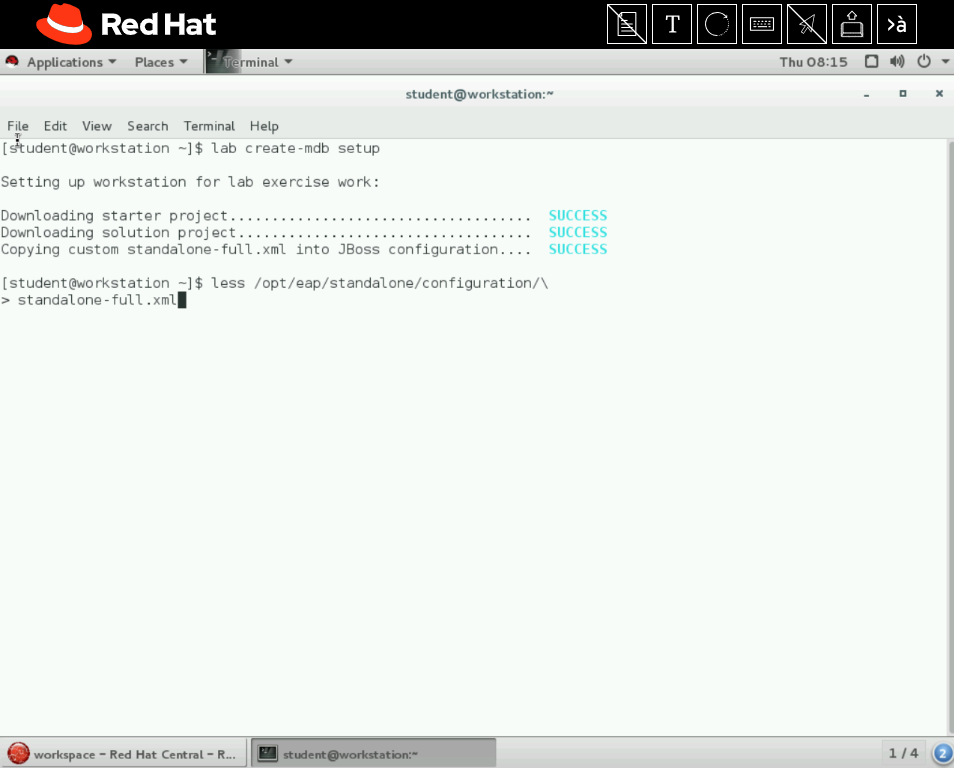 Red Hat
T
>à
Applications Places Terminal Thu 08:15
student@workstation:~
File Edit View Search Terminal Help
[student@workstation ~]$ lab create-mdb setup
Setting up workstation for lab exercise work:
Downloading starter project.................................... SUCCESS
Downloading solution project................................... SUCCESS
Copying custom standalone-full.xml into JBoss configuration.... SUCCESS
[student@workstation ~]$ less /opt/eap/standalone/configuration/\
> standalone-full.xml
workspace – Red Hat Central – R... student@workstation:~ 1 / 4 2